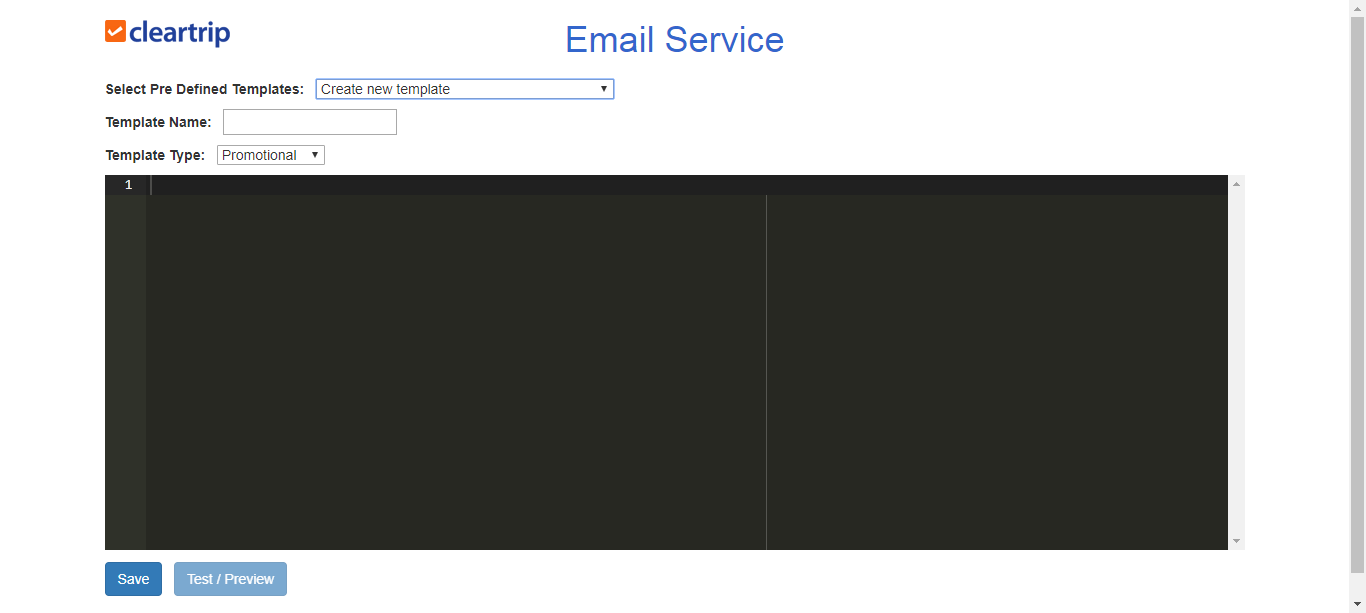 cleartrip
Email Service
Select Pre Defined Templates: Create new template
Template Name:
Template Type: Promotional
1
Save Test / Preview